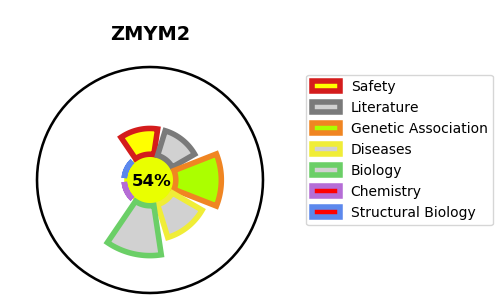 ZMYM2
54%
Safety
Literature
Genetic Association
Diseases
Biology
Chemistry
Structural Biology